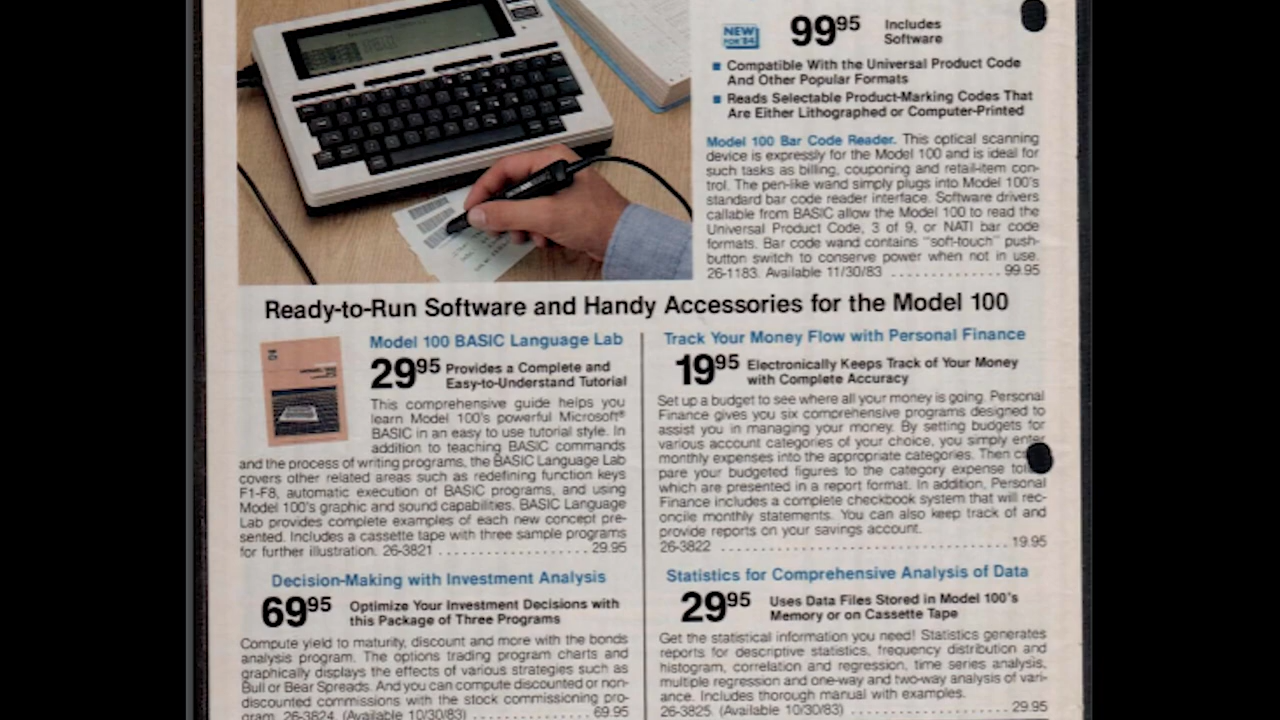 NEW
FOR '84
99 95 Includes
Software
Compatible With the Universal Product Code
And Other Popular Formats
Reads Selectable Product-Marking Codes That
Are Either Lithographed or Computer-Printed
Model 100 Bar Code Reader. This optical scanning
device is expressly for the Model 100 and is ideal for
such tasks as billing, couponing and retail-item con-
trol. The pen-like wand simply plugs into Model 100's
standard bar code reader interface. Software drivers
callable from BASIC allow the Model 100 to read the
Universal Product Code, 3 of 9, or NATI bar code
formats. Bar code wand contains "soft-touch" push-
button switch to conserve power when not in use.
26-1183. Available 11/30/83 .............. 99.95
Ready-to-Run Software and Handy Accessories for the Model 100
Model 100 BASIC Language Lab
29 95 Provides a Complete and
Easy-to-Understand Tutorial
This comprehensive guide helps you
learn Model 100's powerful Microsoft®
BASIC in an easy to use tutorial style. In
addition to teaching BASIC commands
and the process of writing programs, the BASIC Language Lab
covers other related areas such as redefining function keys
F1-F8, automatic execution of BASIC programs, and using
Model 100's graphic and sound capabilities. BASIC Language
Lab provides complete examples of each new concept pre-
sented. Includes a cassette tape with three sample programs
for further illustration. 26-3821 .................... 29.95
Decision-Making with Investment Analysis
69 95 Optimize Your Investment Decisions with
this Package of Three Programs
Compute yield to maturity, discount and more with the bonds
analysis program. The options trading program charts and
graphically displays the effects of various strategies such as
Bull or Bear Spreads. And you can compute discounted or non-
discounted commissions with the stock commissioning pro-
gram. 26-3824. (Available 10/30/83) ................ 69.95
Track Your Money Flow with Personal Finance
19 95 Electronically Keeps Track of Your Money
with Complete Accuracy
Set up a budget to see where all your money is going. Personal
Finance gives you six comprehensive programs designed to
assist you in managing your money. By setting budgets for
various account categories of your choice, you simply enter
monthly expenses into the appropriate categories. Then
pare your budgeted figures to the category expense
which are presented in a report format. In addition, Personal
Finance includes a complete checkbook system that will rec-
oncile monthly statements. You can also keep track of and
provide reports on your savings account.
26-3822 ..................................... 19.95
Statistics for Comprehensive Analysis of Data
29 95 Uses Data Files Stored in Model 100's
Memory or on Cassette Tape
Get the statistical information you need! Statistics generates
reports for descriptive statistics, frequency distribution and
histogram, correlation and regression, time series analysis,
multiple regression and one-way and two-way analysis of vari-
ance. Includes thorough manual with examples.
26-3825. (Available 10/30/83) .................... 29.95